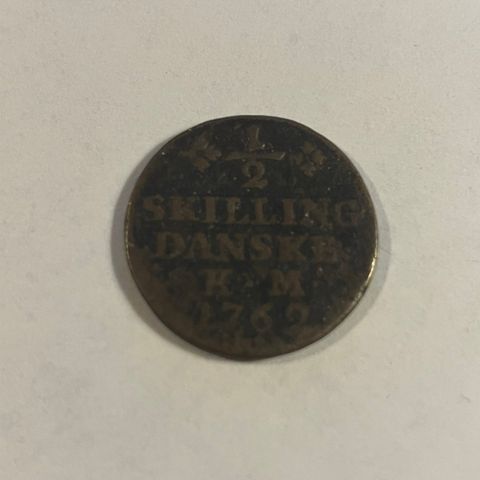 1/2
SKILLING
DANSKE
K M